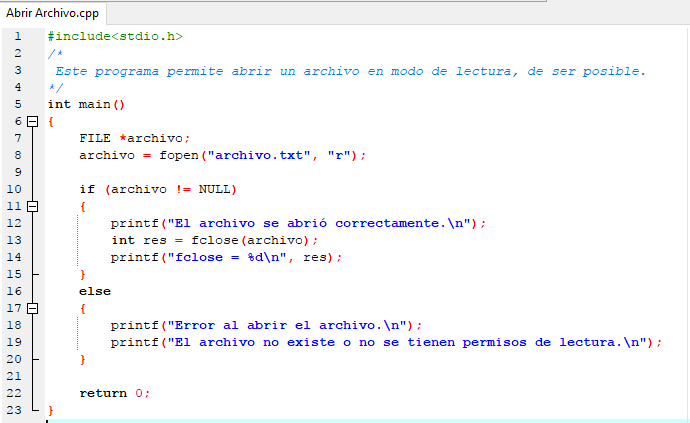 Abrir Archivo.cpp
1 #include<stdio.h>
2 /*
3 Este programa permite abrir un archivo en modo de lectura, de ser posible.
4 */
5 int main()
6 {
7 FILE *archivo;
8 archivo = fopen("archivo.txt", "r");
9
10 if (archivo != NULL)
11 {
12 printf("El archivo se abrió correctamente.\n");
13 int res = fclose(archivo);
14 printf("fclose = %d\n", res);
15 }
16 else
17 {
18 printf("Error al abrir el archivo.\n");
19 printf("El archivo no existe o no se tienen permisos de lectura.\n");
20 }
21
22 return 0;
23 }